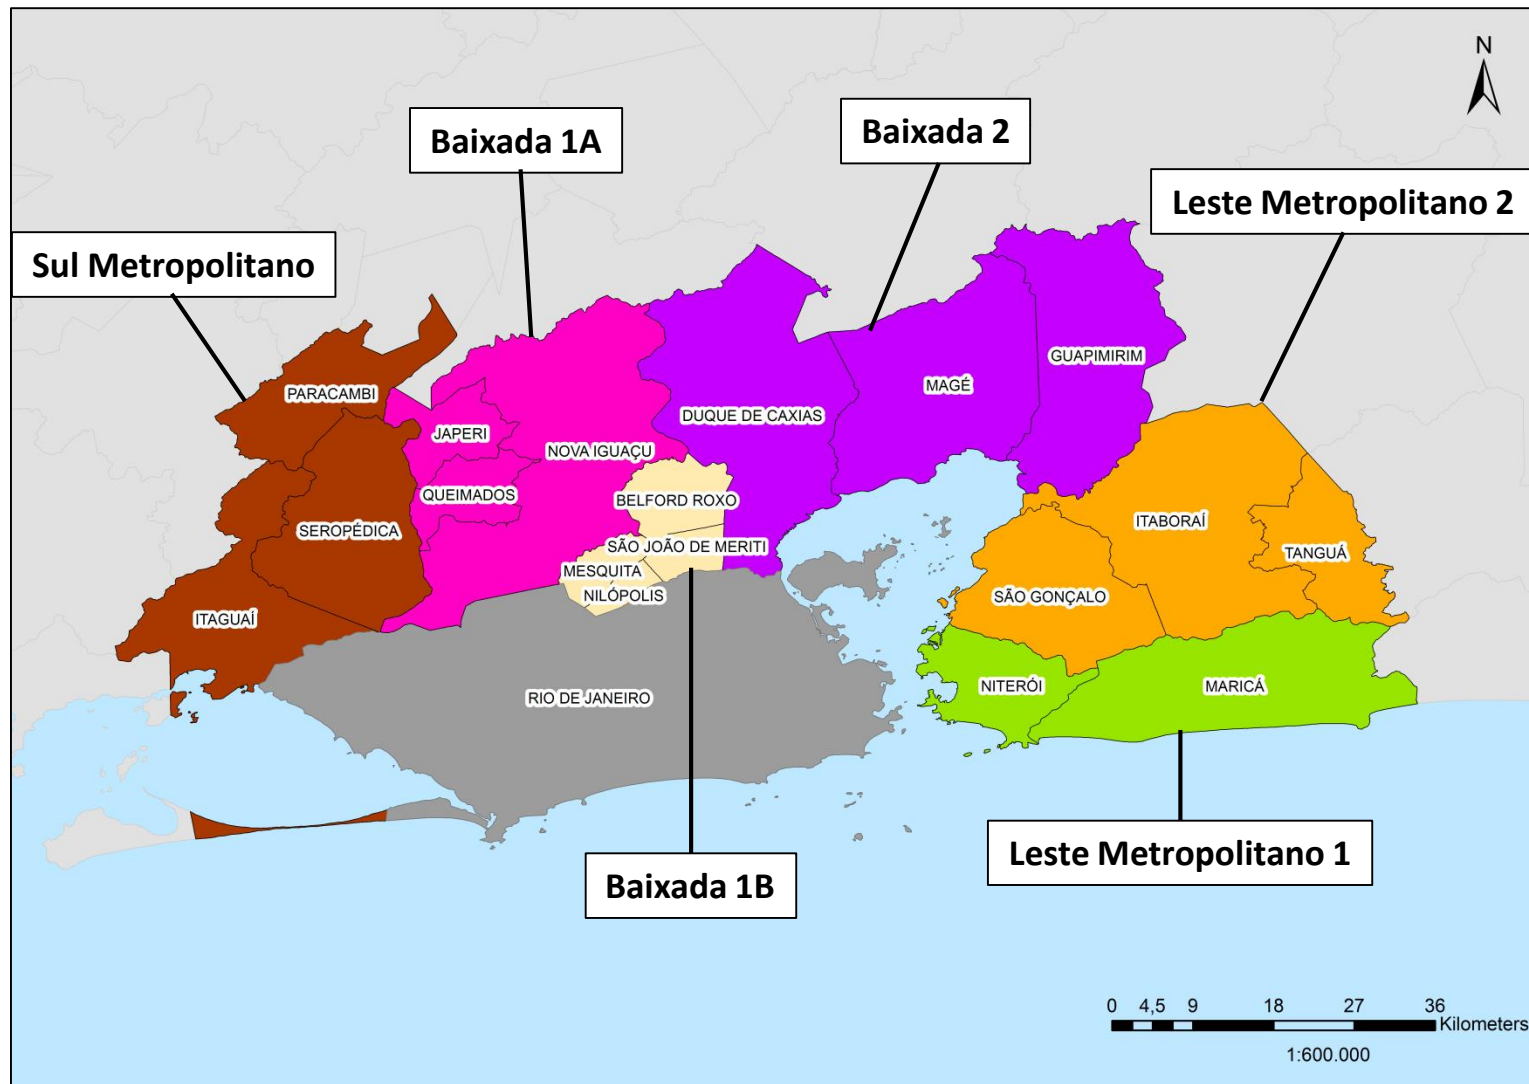 N
Baixada 1A
Baixada 2
Leste Metropolitano 2
Sul Metropolitano
PARACAMBI
JAPERI
NOVA IGUAÇU
DUQUE DE CAXIAS
MAGÉ
GUAPIMIRIM
QUEIMADOS
BELFORD ROXO
SEROPÉDICA
SÃO JOÃO DE MERITI
MESQUITA
NILÓPOLIS
ITABORAÍ
TANGUÁ
SÃO GONÇALO
ITAGUAÍ
RIO DE JANEIRO
NITERÓI
MARICÁ
Leste Metropolitano 1
Baixada 1B
0 4,5 9 18 27 36
Kilometers
1:600.000